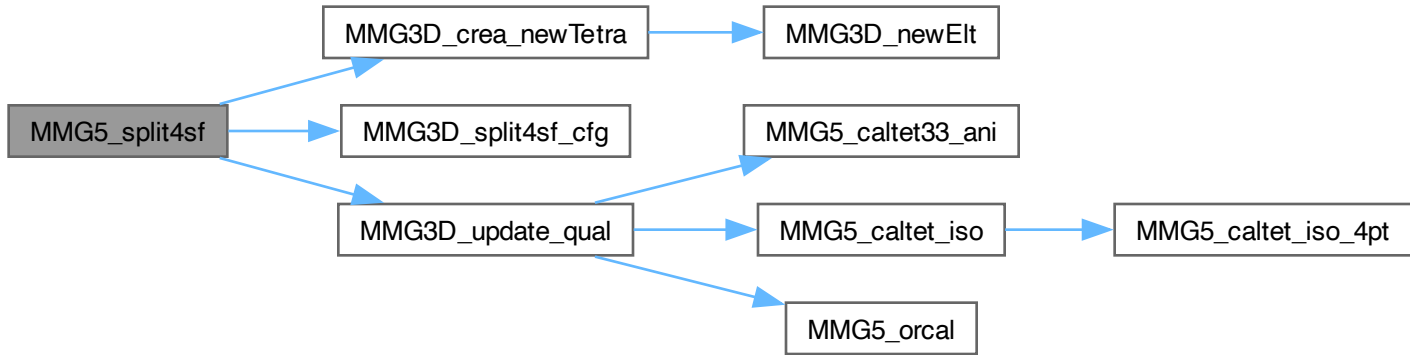 MMG3D_crea_newTetra
MMG3D_newElt
MMG5_split4sf
MMG3D_split4sf_cfg
MMG5_caltet33_ani
MMG3D_update_qual
MMG5_caltet_iso
MMG5_caltet_iso_4pt
MMG5_orcal